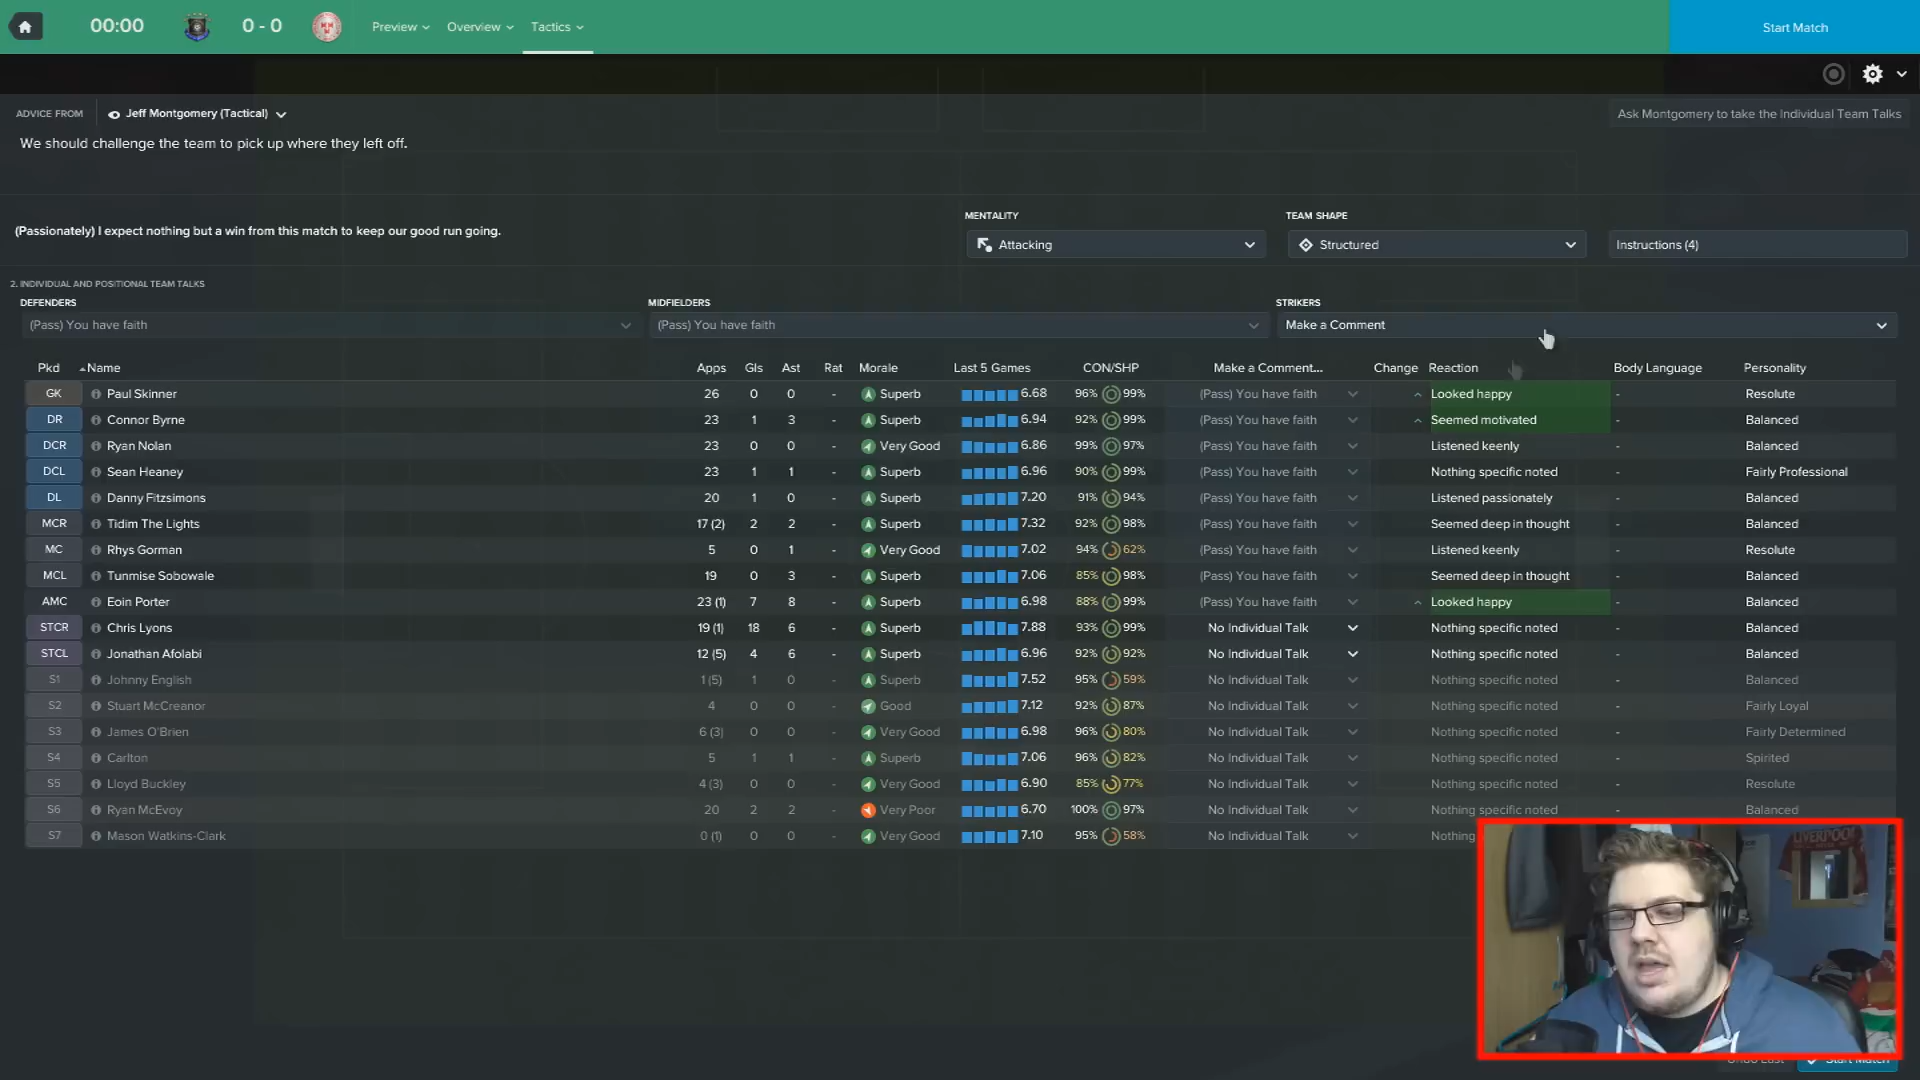 00:00 0 - 0 Preview Overview Tactics Start Match
ADVICE FROM Jeff Montgomery (Tactical) Ask Montgomery to take the Individual Team Talks
We should challenge the team to pick up where they left off.
MENTALITY TEAM SHAPE
(Passionately) I expect nothing but a win from this match to keep our good run going. Attacking Structured Instructions (4)
2. INDIVIDUAL AND POSITIONAL TEAM TALKS
DEFENDERS MIDFIELDERS STRIKERS
(Pass) You have faith (Pass) You have faith Make a Comment
Pkd Name Apps Gls Ast Rat Morale Last 5 Games CON/SHP Make a Comment... Change Reaction Body Language Personality
GK Paul Skinner 26 0 0 - Superb 6.68 96% 99% (Pass) You have faith Looked happy - Resolute
DR Connor Byrne 23 1 3 - Superb 6.94 92% 99% (Pass) You have faith Seemed motivated - Balanced
DCR Ryan Nolan 23 0 0 - Very Good 6.86 99% 97% (Pass) You have faith Listened keenly - Balanced
DCL Sean Heaney 23 1 1 - Superb 6.96 90% 99% (Pass) You have faith Nothing specific noted - Fairly Professional
DL Danny Fitzsimons 20 1 0 - Superb 7.20 91% 94% (Pass) You have faith Listened passionately - Balanced
MCR Tidim The Lights 17 (2) 2 2 - Superb 7.32 92% 98% (Pass) You have faith Seemed deep in thought - Balanced
MC Rhys Gorman 5 0 1 - Very Good 7.02 94% 62% (Pass) You have faith Listened keenly - Resolute
MCL Tunmise Sobowale 19 0 3 - Superb 7.06 85% 98% (Pass) You have faith Seemed deep in thought - Balanced
AMC Eoin Porter 23 (1) 7 8 - Superb 6.98 88% 99% (Pass) You have faith Looked happy - Balanced
STCR Chris Lyons 19 (1) 18 6 - Superb 7.88 93% 99% No Individual Talk Nothing specific noted - Balanced
STCL Jonathan Afolabi 12 (5) 4 6 - Superb 6.96 92% 92% No Individual Talk Nothing specific noted - Balanced
S1 Johnny English 1 (5) 1 0 - Superb 7.52 95% 59% No Individual Talk Nothing specific noted - Balanced
S2 Stuart McCreanor 4 0 0 - Good 7.12 92% 87% No Individual Talk Nothing specific noted - Fairly Loyal
S3 James O'Brien 6 (3) 0 0 - Very Good 6.98 96% 80% No Individual Talk Nothing specific noted - Fairly Determined
S4 Carlton 5 1 1 - Superb 7.06 96% 82% No Individual Talk Nothing specific noted - Spirited
S5 Lloyd Buckley 4 (3) 0 0 - Very Good 6.90 85% 77% No Individual Talk Nothing specific noted - Resolute
S6 Ryan McEvoy 20 2 2 - Very Poor 6.70 100% 97% No Individual Talk Nothing specific noted - Balanced
S7 Mason Watkins-Clark 0 (1) 0 0 - Very Good 7.10 95% 58% No Individual Talk Nothing
LIVERPOOL